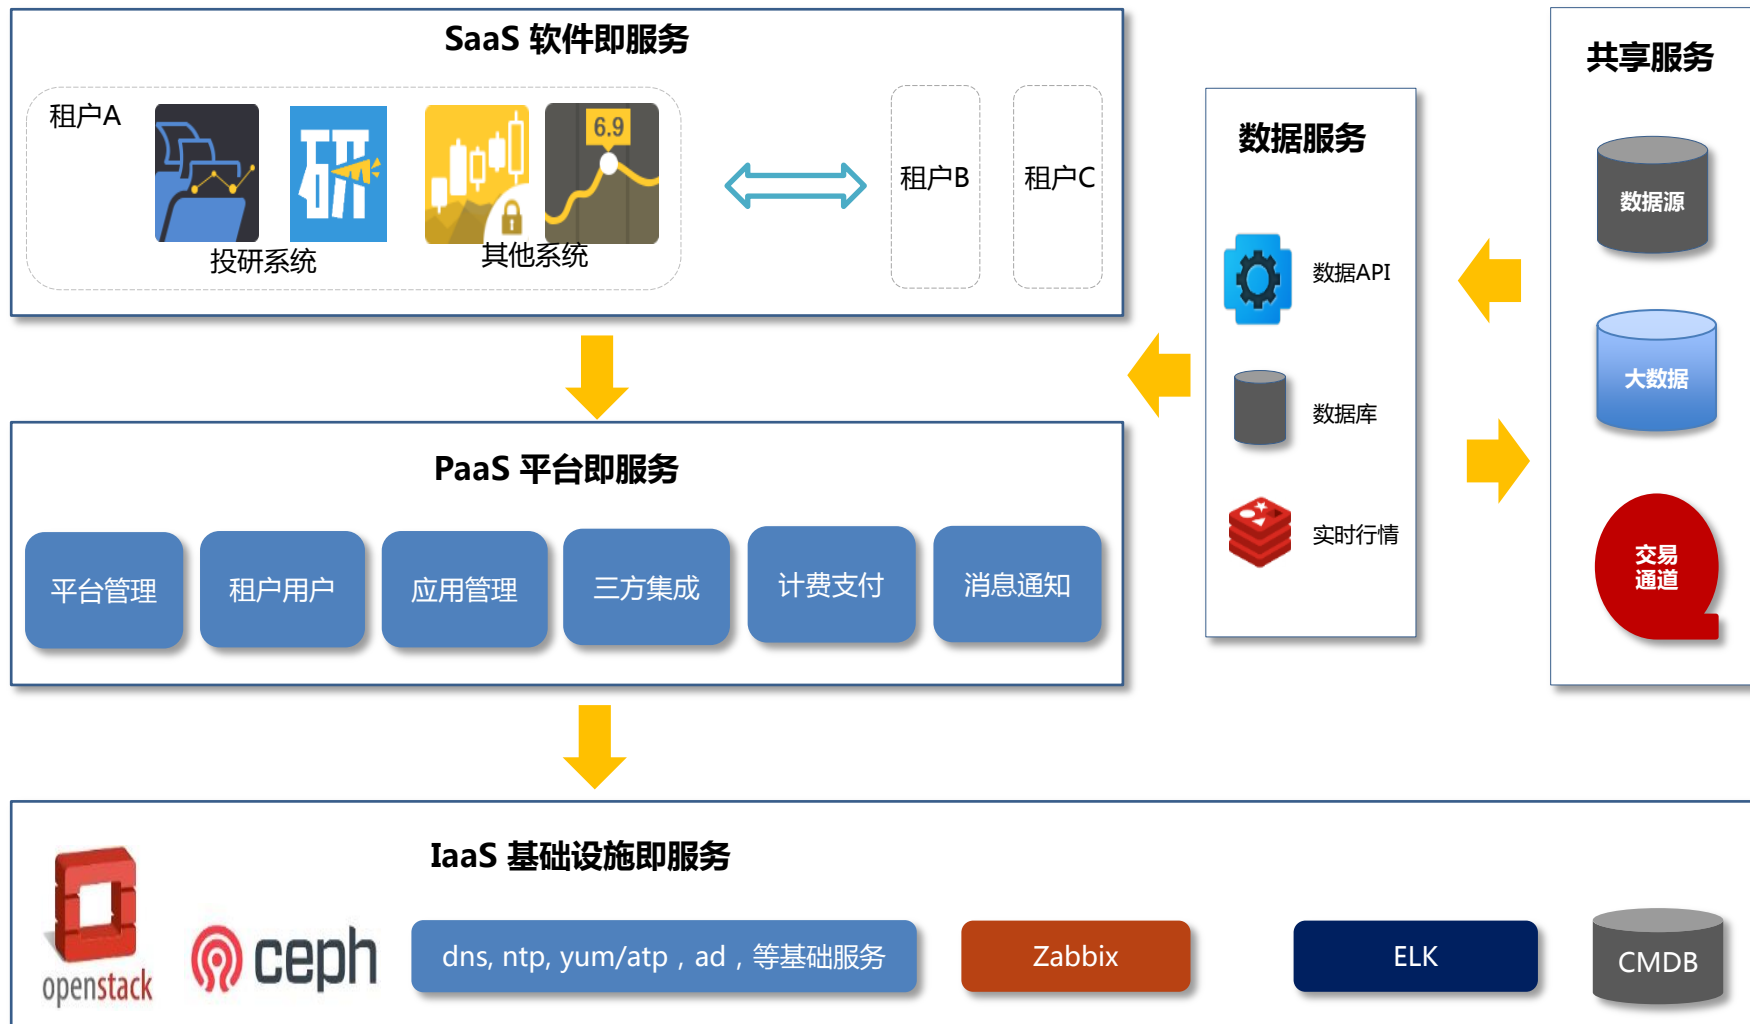 SaaS 软件即服务
租户A
研
6.9
投研系统
其他系统
租户B
租户C
数据服务
数据API
数据库
实时行情
共享服务
数据源
大数据
交易
通道
PaaS 平台即服务
平台管理
租户用户
应用管理
三方集成
计费支付
消息通知
IaaS 基础设施即服务
openstack
ceph
dns, ntp, yum/atp , ad , 等基础服务
Zabbix
ELK
CMDB